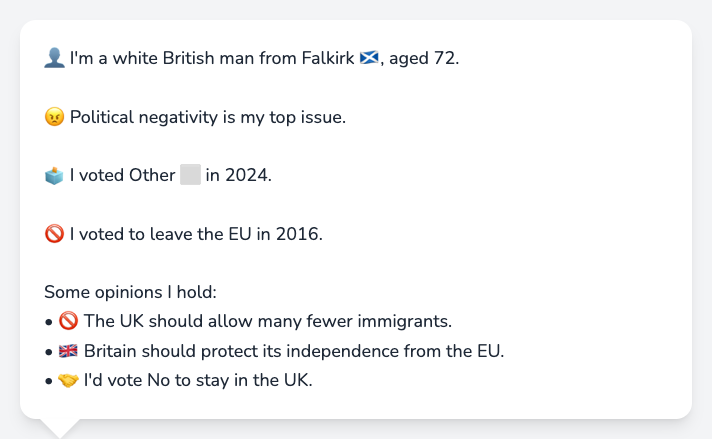 👤 I'm a white British man from Falkirk 🏴󠁧󠁢󠁳󠁣󠁴󠁿, aged 72.
😠 Political negativity is my top issue.
🗳️ I voted Other ⬜ in 2024.
🚫 I voted to leave the EU in 2016.
Some opinions I hold:
• 🚫 The UK should allow many fewer immigrants.
• 🇬🇧 Britain should protect its independence from the EU.
• 🤝 I'd vote No to stay in the UK.